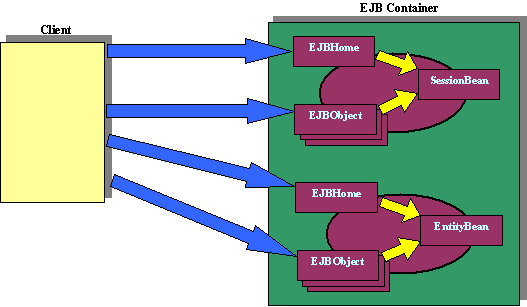 EJB Container
Client
EJBHome
SessionBean
EJBObject
EJBHome
EntityBean
EJBObject